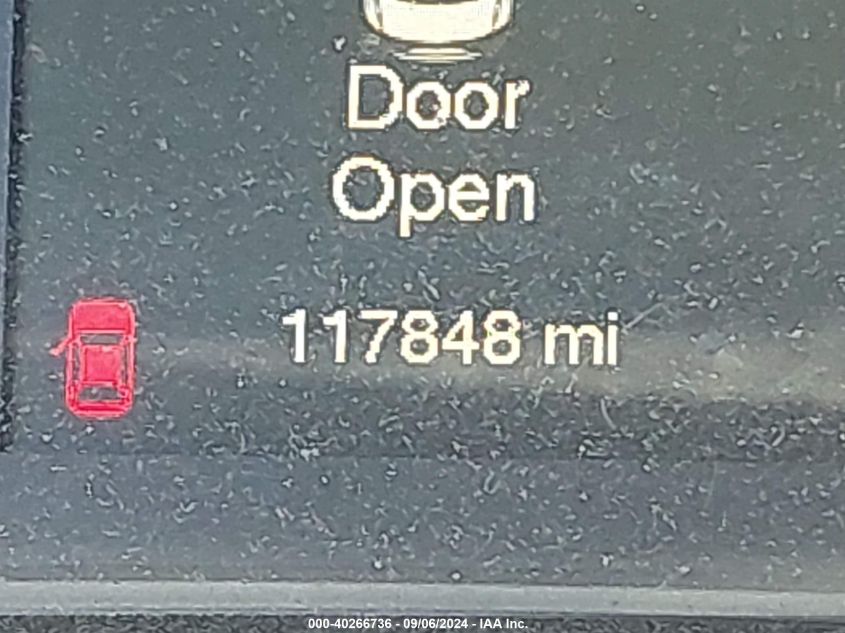 Door
Open
117848 mi
000-40266736 - 09/06/2024 - IAA Inc.